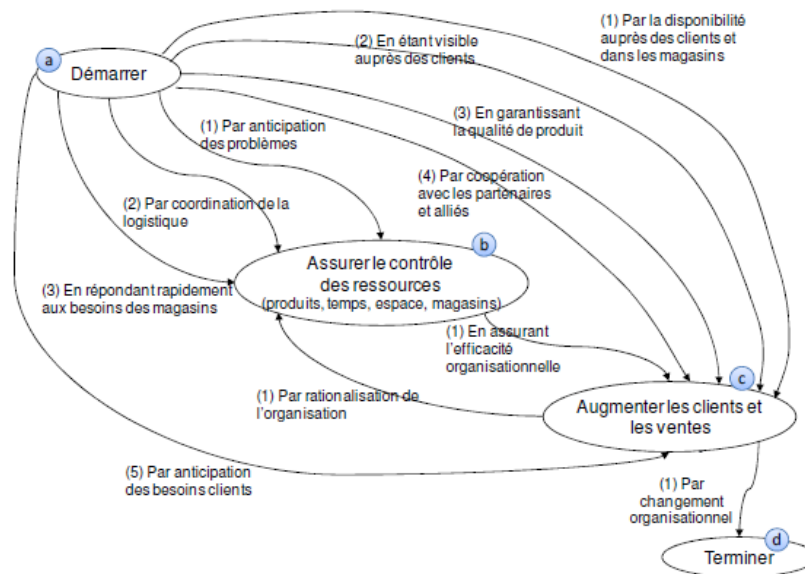 a
Démarrer
(1) Par la disponibilité
auprès des clients et
dans les magasins
(2) En étant visible
auprès des clients
(3) En garantissant
la qualité de produit
(1) Par anticipation
des problèmes
(4) Par coopération
avec les partenaires
et alliés
(2) Par coordination de la
logistique
b
Assurer le contrôle
des ressources
(produits, temps, espace, magasins)
(3) En répondant rapidement
aux besoins des magasins
(1) En assurant
l'efficacité
organisationnelle
(1) Par rationalisation de
l'organisation
c
Augmenter les clients et
les ventes
(5) Par anticipation
des besoins clients
(1) Par
changement
organisationnel
d
Terminer